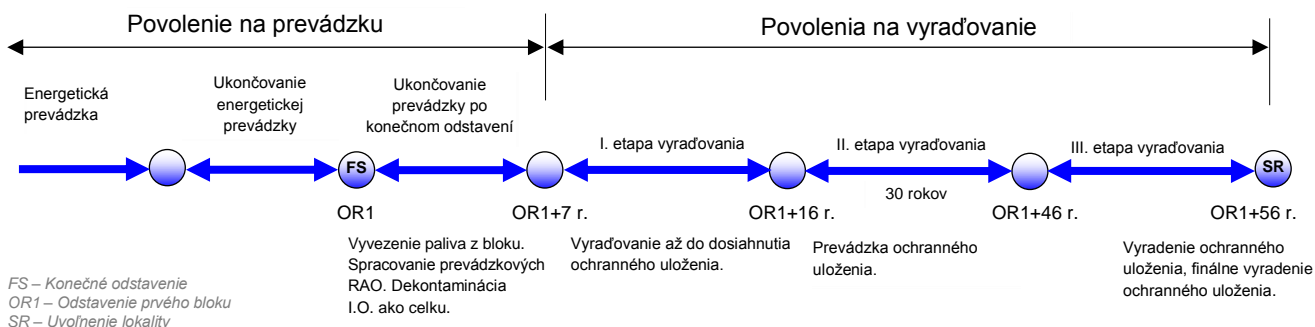 Povolenie na prevádzku
Povolenia na vyraďovanie
Energetická
prevádzka
Ukončovanie
energetickej
prevádzky
Ukončovanie
prevádzky po
konečnom odstavení
I. etapa vyraďovania
II. etapa vyraďovania
III. etapa vyraďovania
FS
SR
30 rokov
OR1
OR1+7 r.
OR1+16 r.
OR1+46 r.
OR1+56 r.
Vyvezenie paliva z bloku.
Spracovanie prevádzkových
RAO. Dekontaminácia
I.O. ako celku.
Vyraďovanie až do dosiahnutia
ochranného uloženia.
Prevádzka ochranného
uloženia.
Vyradenie ochranného
uloženia, finálne vyradenie
ochranného uloženia.
FS – Konečné odstavenie
OR1 – Odstavenie prvého bloku
SR – Uvoľnenie lokality